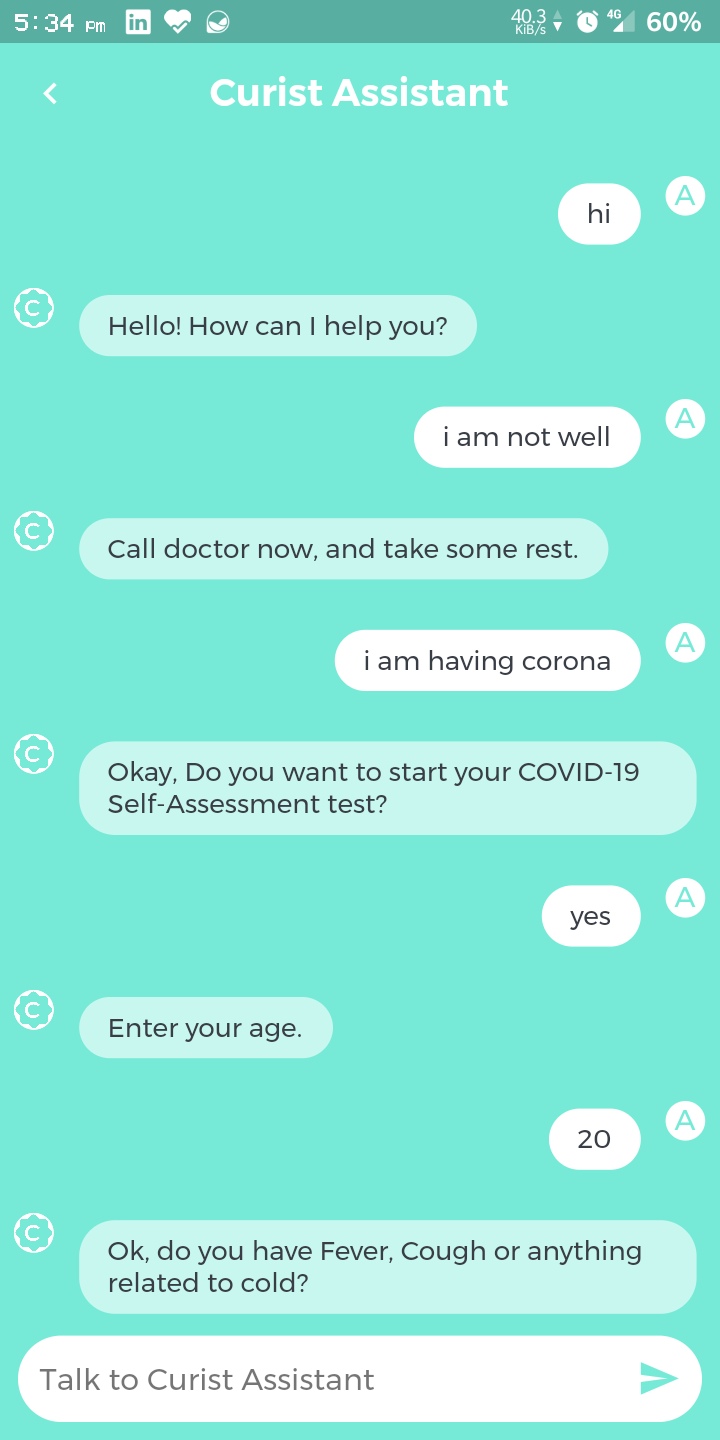 5:34 pm
40.3
KiB/s
4G
60%
Curist Assistant
A
hi
C
Hello! How can I help you?
A
i am not well
C
Call doctor now, and take some rest.
A
i am having corona
C
Okay, Do you want to start your COVID-19
Self-Assessment test?
A
yes
C
Enter your age.
A
20
C
Ok, do you have Fever, Cough or anything
related to cold?
Talk to Curist Assistant